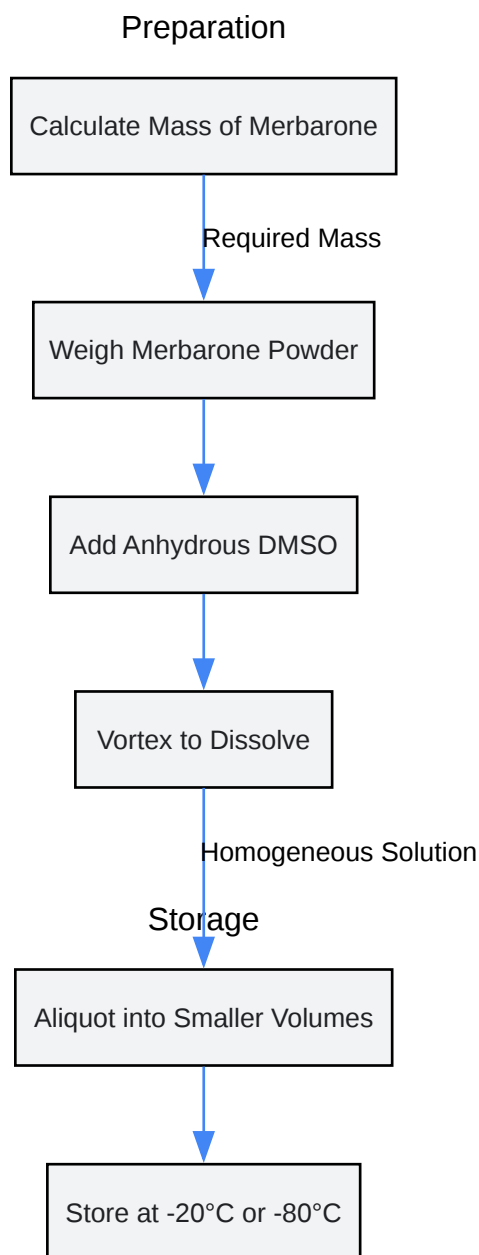 Preparation
Calculate Mass of Merbarone
Required Mass
Weigh Merbarone Powder
Add Anhydrous DMSO
Vortex to Dissolve
Homogeneous Solution
Storage
Aliquot into Smaller Volumes
Store at -20°C or -80°C